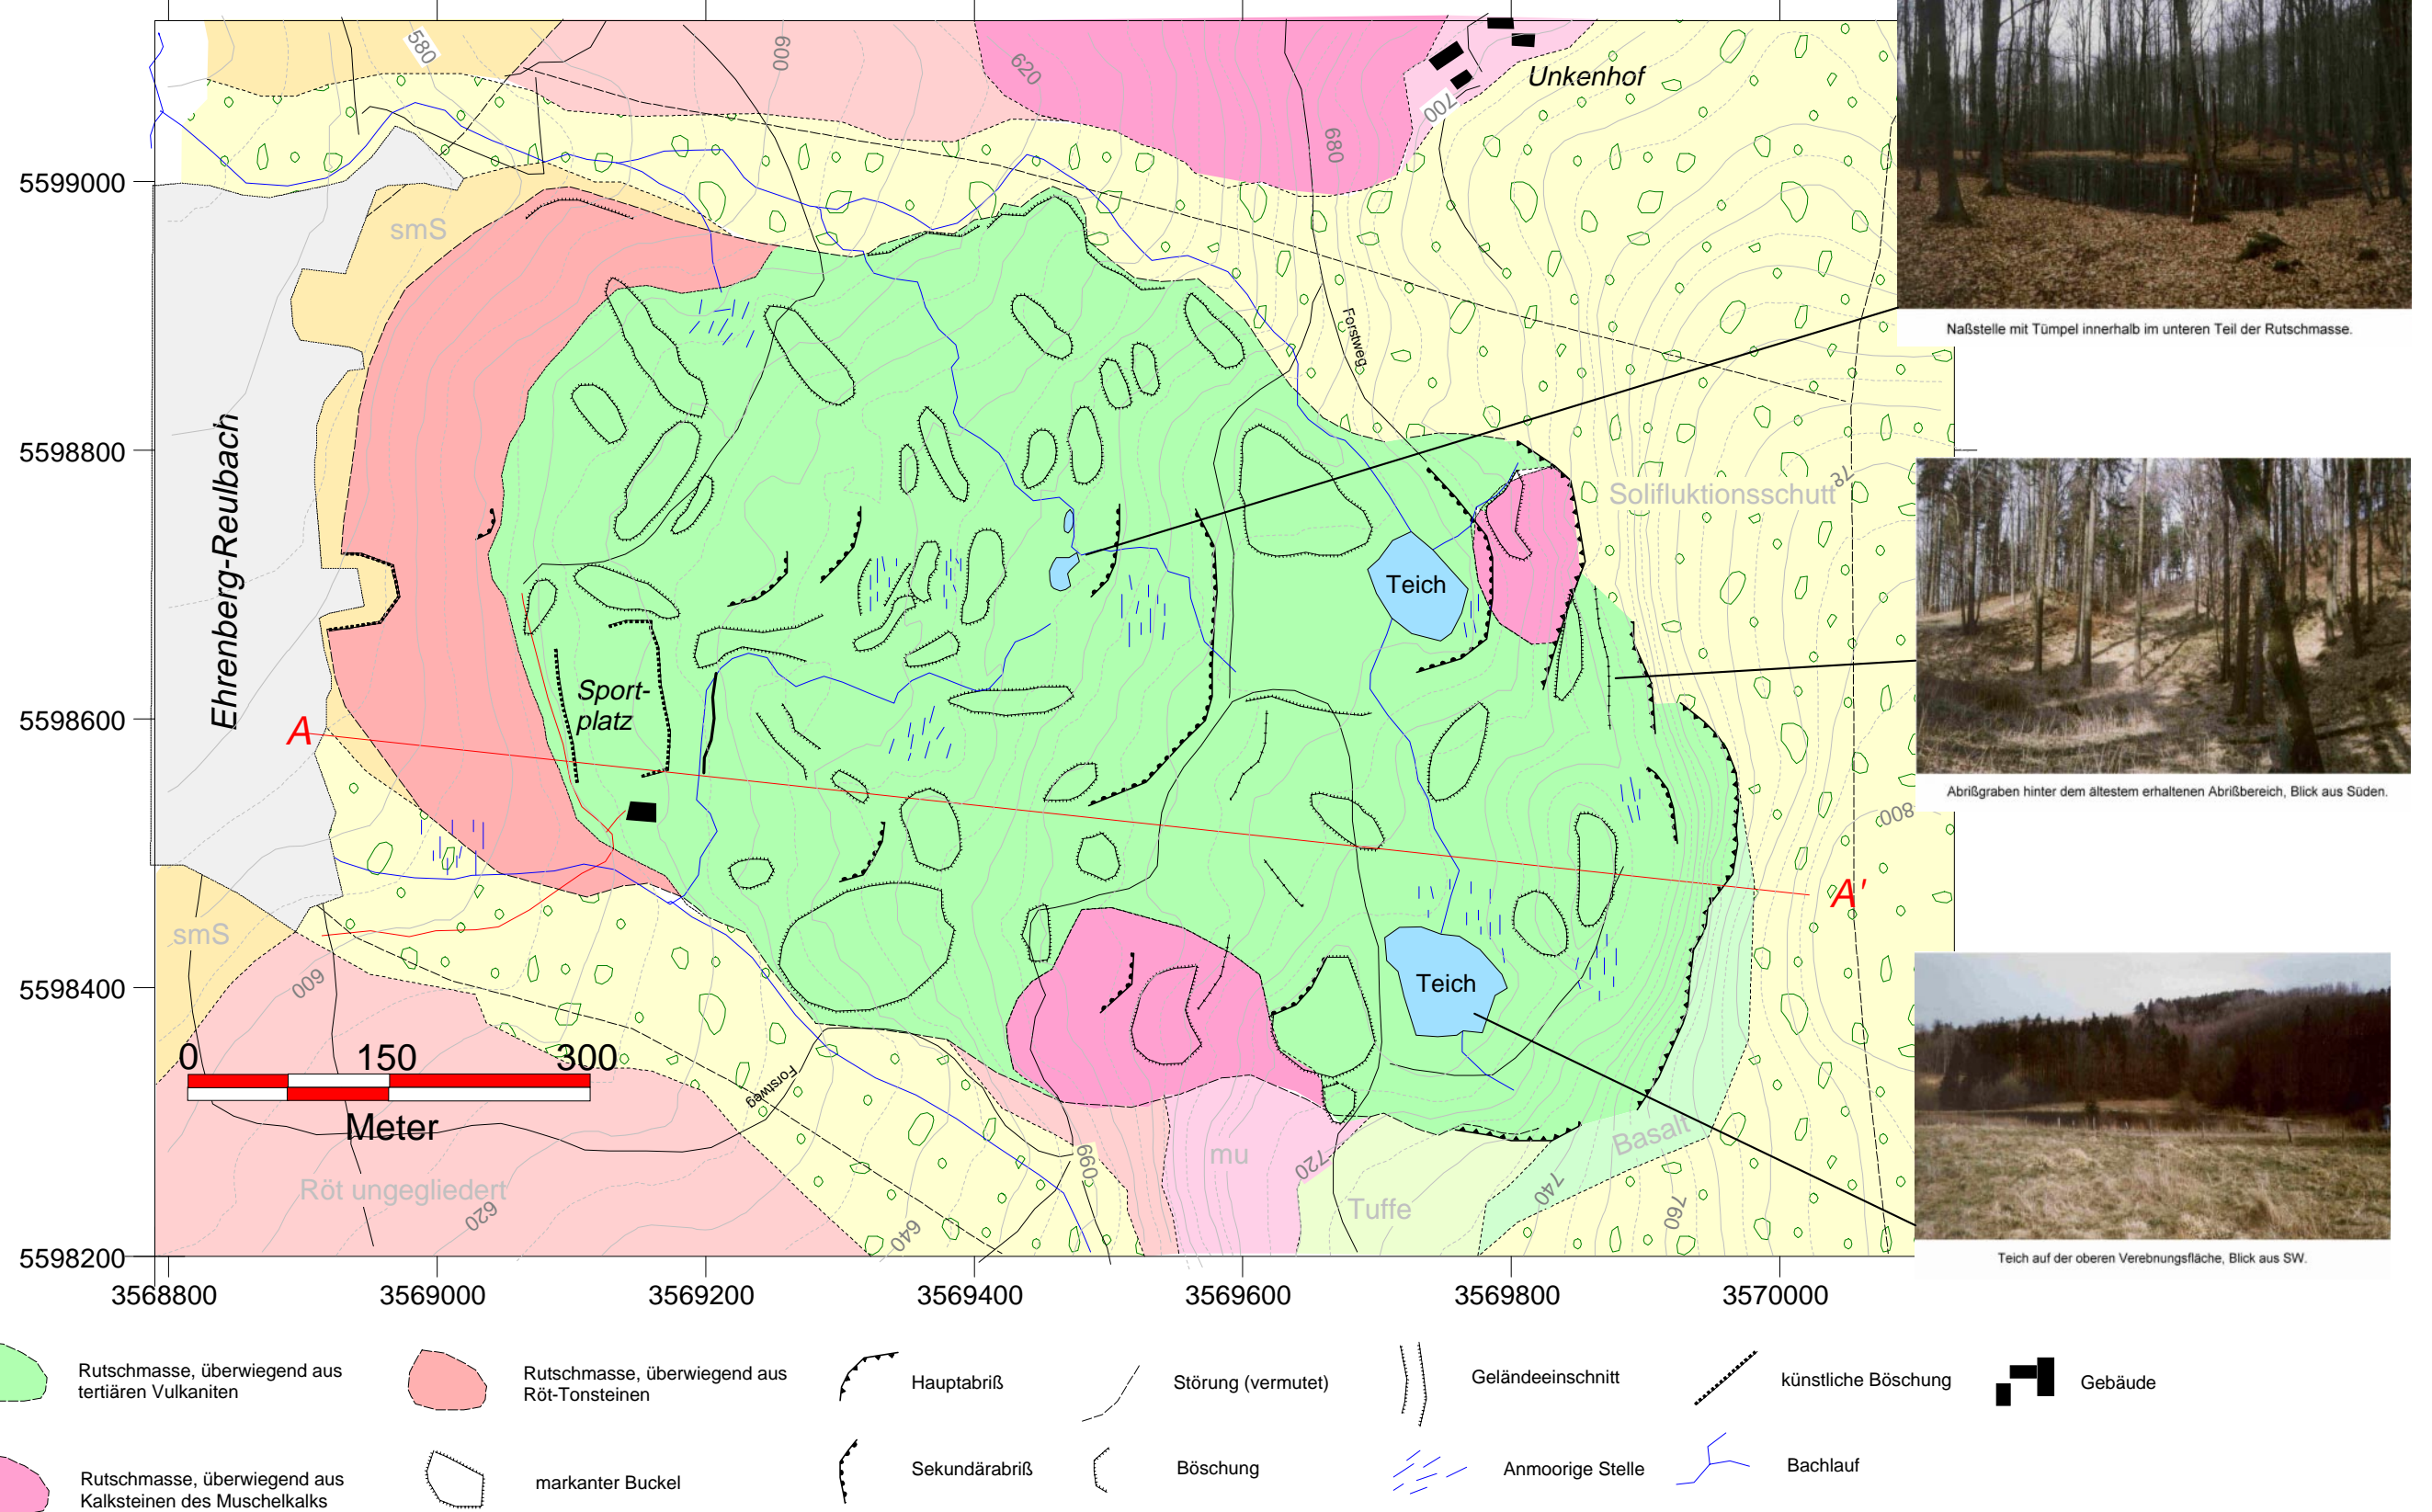 580
600
620
680
700
Unkenhof
Naßstelle mit Tümpel innerhalb im unteren Teil der Rutschmasse.
5599000
smS
Forstweg
5598800
Ehrenberg-Reulbach
Solifluktionsschutt
78
Teich
Abrißgraben hinter dem ältestem erhaltenen Abrißbereich, Blick aus Süden.
Sport-
platz
5598600
A
800
A'
smS
600
5598400
Teich
0 150 300
Meter
Forstweg
Basalt
660
mu
720
Tuffe
740
760
Röt ungegliedert
620
640
Teich auf der oberen Verebnungsfläche, Blick aus SW.
5598200
3568800 3569000 3569200 3569400 3569600 3569800 3570000
Rutschmasse, überwiegend aus
tertiären Vulkaniten
Rutschmasse, überwiegend aus
Röt-Tonsteinen
Hauptabriß
Störung (vermutet)
Geländeeinschnitt
künstliche Böschung
Gebäude
Rutschmasse, überwiegend aus
Kalksteinen des Muschelkalks
markanter Buckel
Sekundärabriß
Böschung
Anmoorige Stelle
Bachlauf